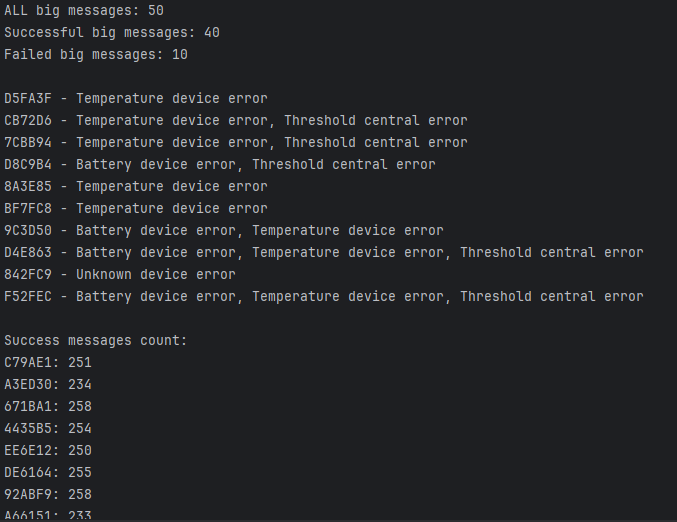 ALL big messages: 50
Successful big messages: 40
Failed big messages: 10
D5FA3F - Temperature device error
CB72D6 - Temperature device error, Threshold central error
7CBB94 - Temperature device error, Threshold central error
D8C9B4 - Battery device error, Threshold central error
8A3E85 - Temperature device error
BF7FC8 - Temperature device error
9C3D50 - Battery device error, Temperature device error
D4E863 - Battery device error, Temperature device error, Threshold central error
842FC9 - Unknown device error
F52FEC - Battery device error, Temperature device error, Threshold central error
Success messages count:
C79AE1: 251
A3ED30: 234
671BA1: 258
4435B5: 254
EE6E12: 250
DE6164: 255
92ABF9: 258
A66151: 233